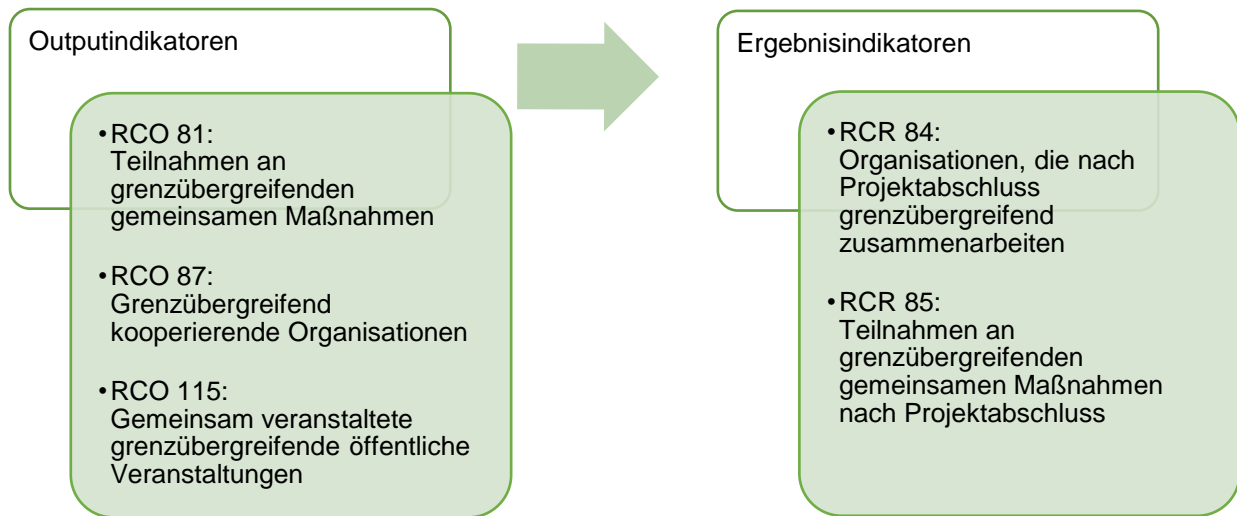 Outputindikatoren
•RCO 81:
Teilnahmen an
grenzübergreifenden
gemeinsamen Maßnahmen
•RCO 87:
Grenzübergreifend
kooperierende Organisationen
•RCO 115:
Gemeinsam veranstaltete
grenzübergreifende öffentliche
Veranstaltungen
Ergebnisindikatoren
•RCR 84:
Organisationen, die nach
Projektabschluss
grenzübergreifend
zusammenarbeiten
•RCR 85:
Teilnahmen an
grenzübergreifenden
gemeinsamen Maßnahmen
nach Projektabschluss